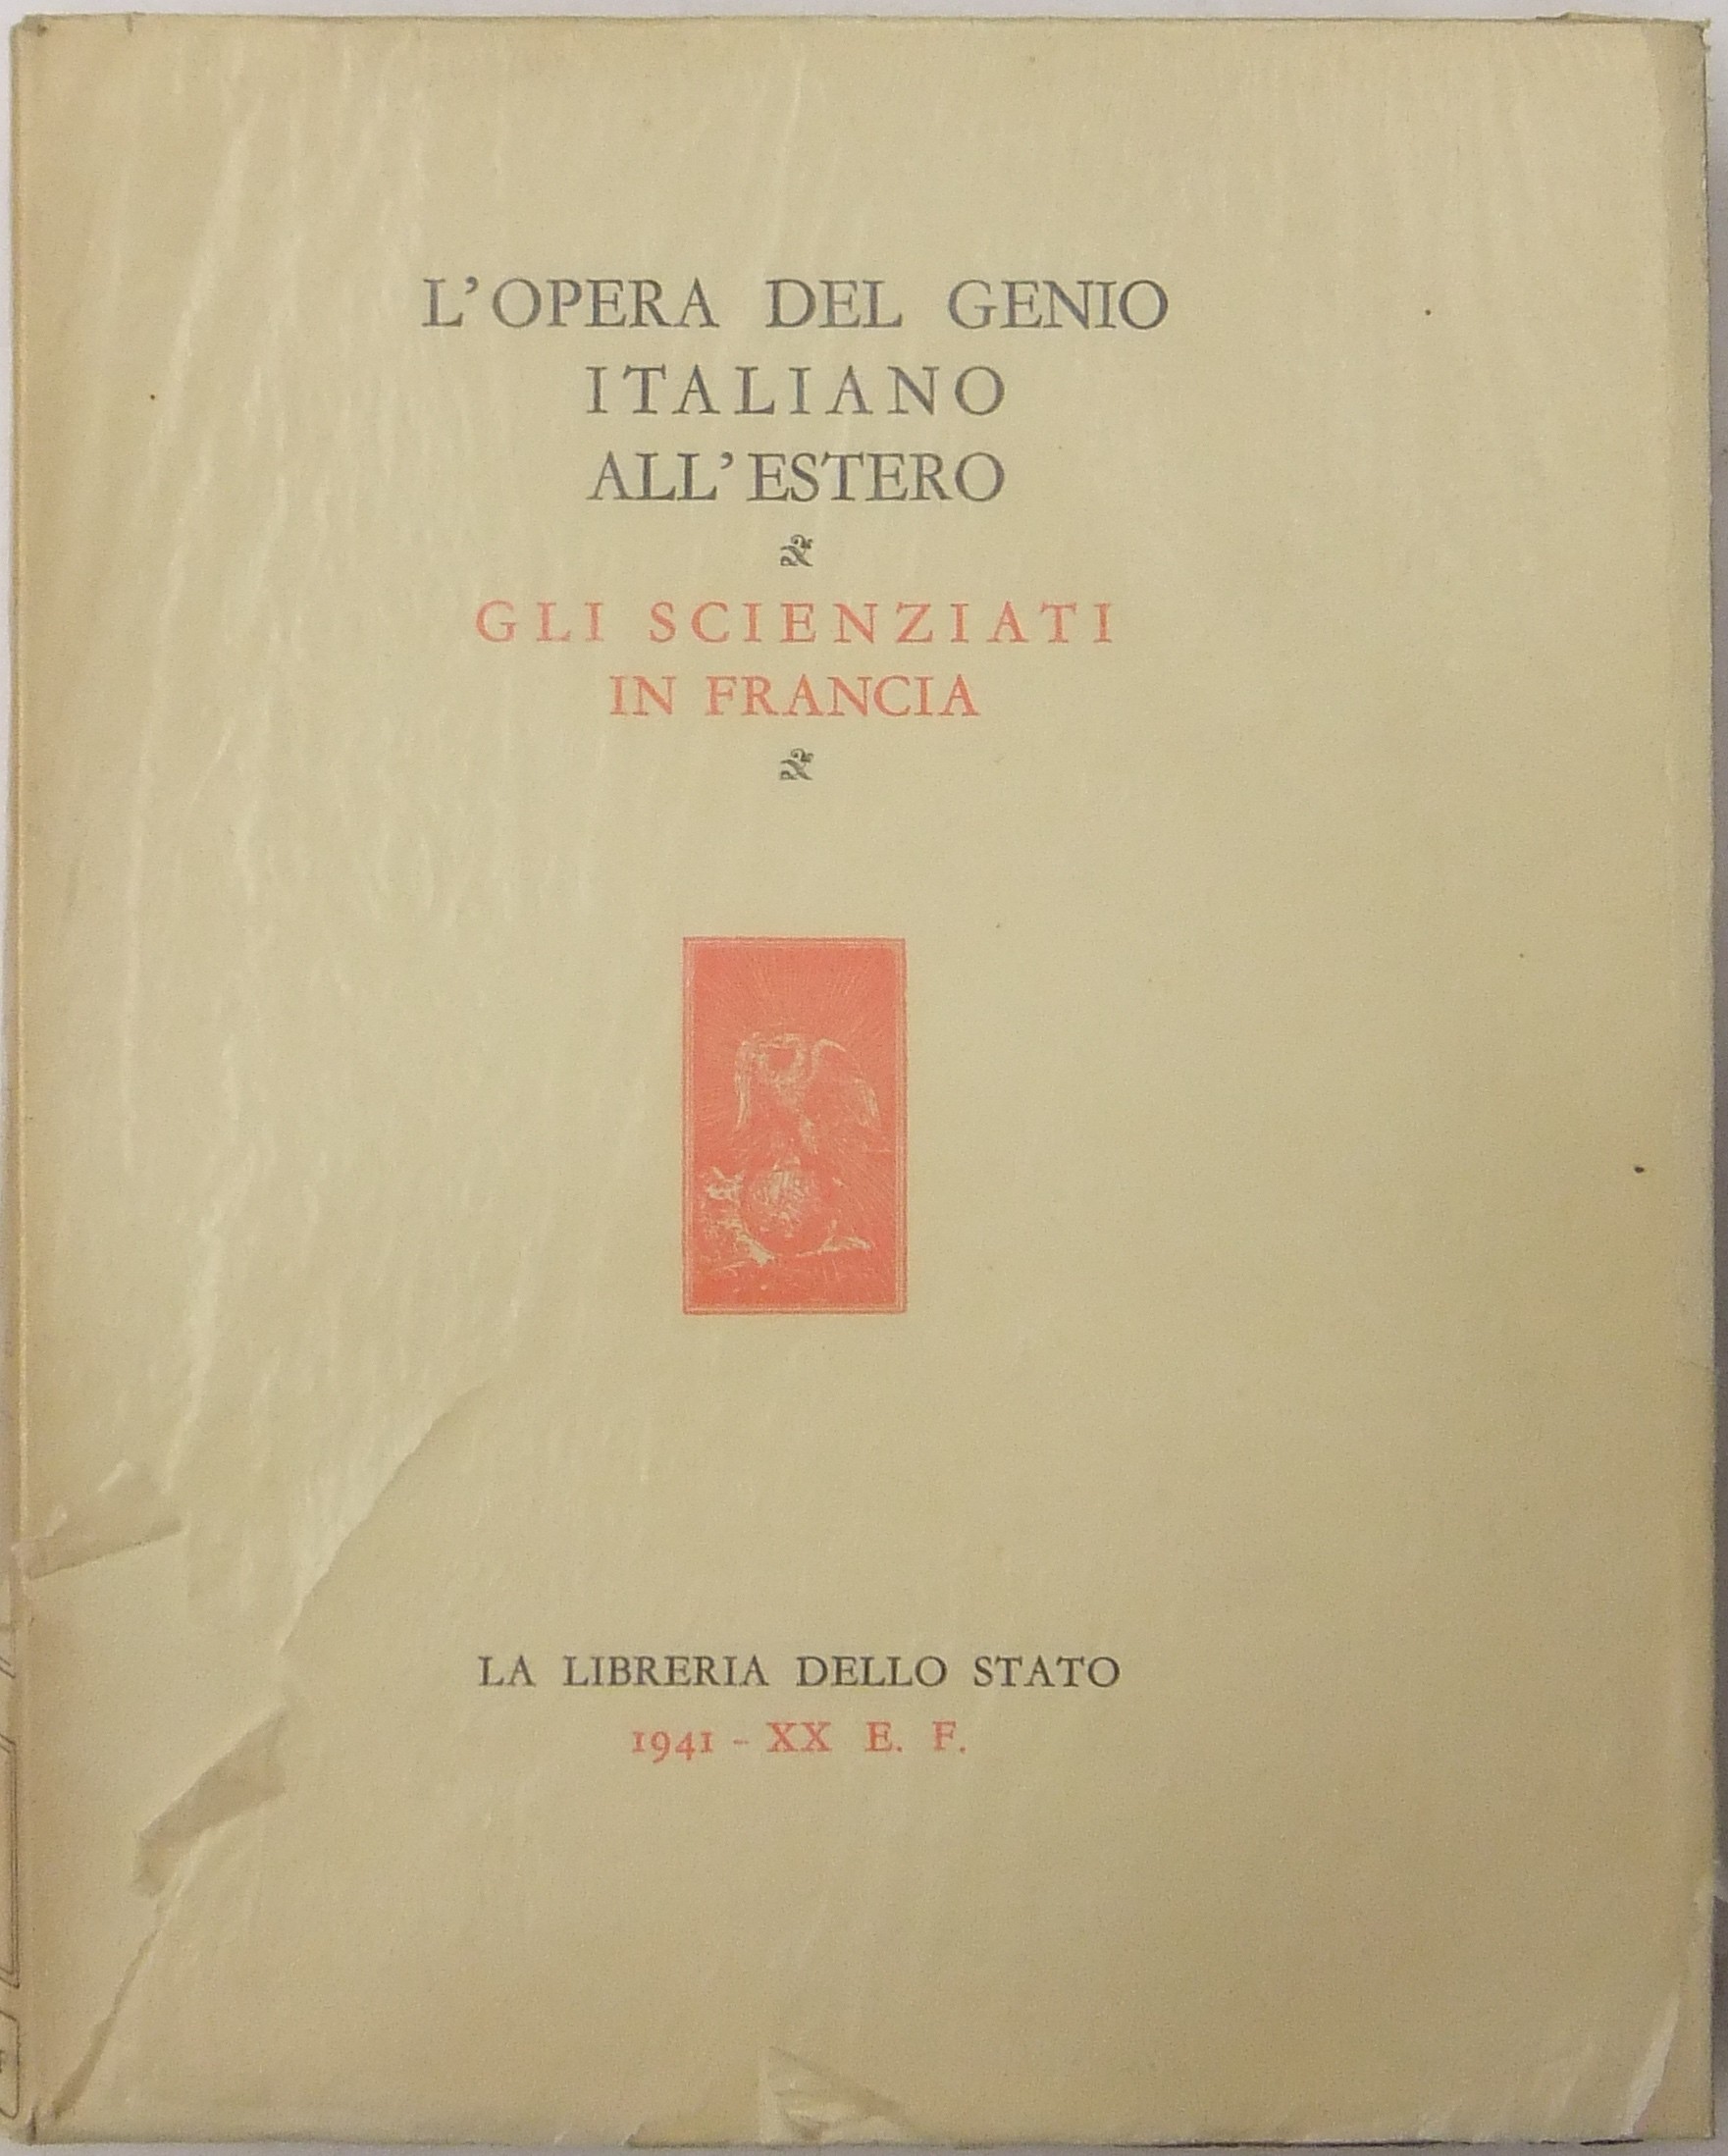 L'OPERA DEL GENIO
ITALIANO
ALL'ESTERO
GLI SCIENZIATI
IN FRANCIA
LA LIBRERIA DELLO STATO
1941 - XX E. F.